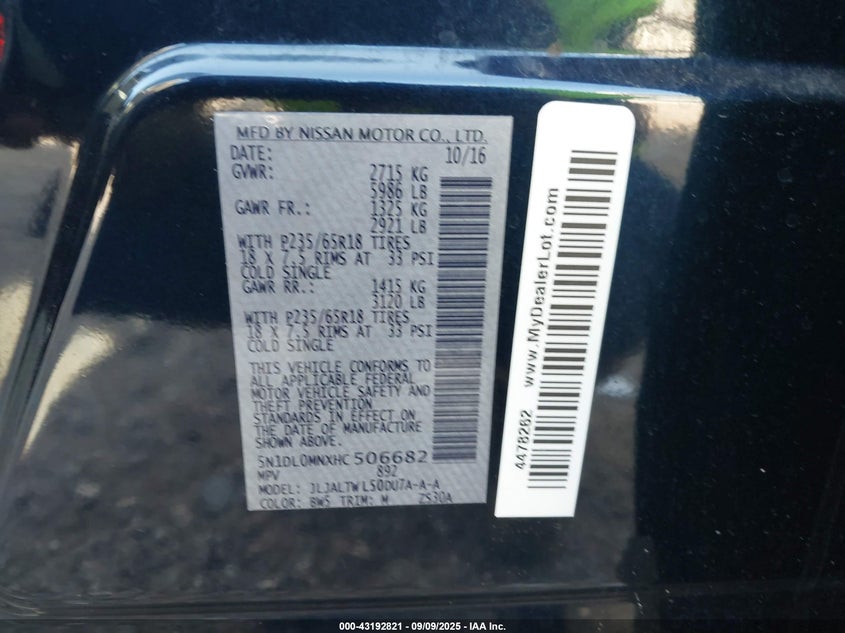 MFD BY NISSAN MOTOR CO., LTD.
DATE: 10/16
GVWR: 2715 KG
5986 LB
GAWR FR.: 1325 KG
2921 LB
WITH P235/65R18 TIRES
18 X 7.5 RIMS AT 33 PSI
COLD SINGLE
GAWR RR.: 1415 KG
3120 LB
WITH P235/65R18 TIRES
18 X 7.5 RIMS AT 33 PSI
COLD SINGLE
THIS VEHICLE CONFORMS TO
ALL APPLICABLE FEDERAL
MOTOR VEHICLE SAFETY AND
THEFT PREVENTION
STANDARDS IN EFFECT ON
THE DATE OF MANUFACTURE
SHOWN ABOVE.
5N1DL0MNXHC506682
MPV 892
MODEL: JLJALTWL50DU7A-A-A
COLOR: BW5 TRIM: M ZS30A
4478262 www.MyDealerLot.com
000-43192821 - 09/09/2025 - IAA Inc.